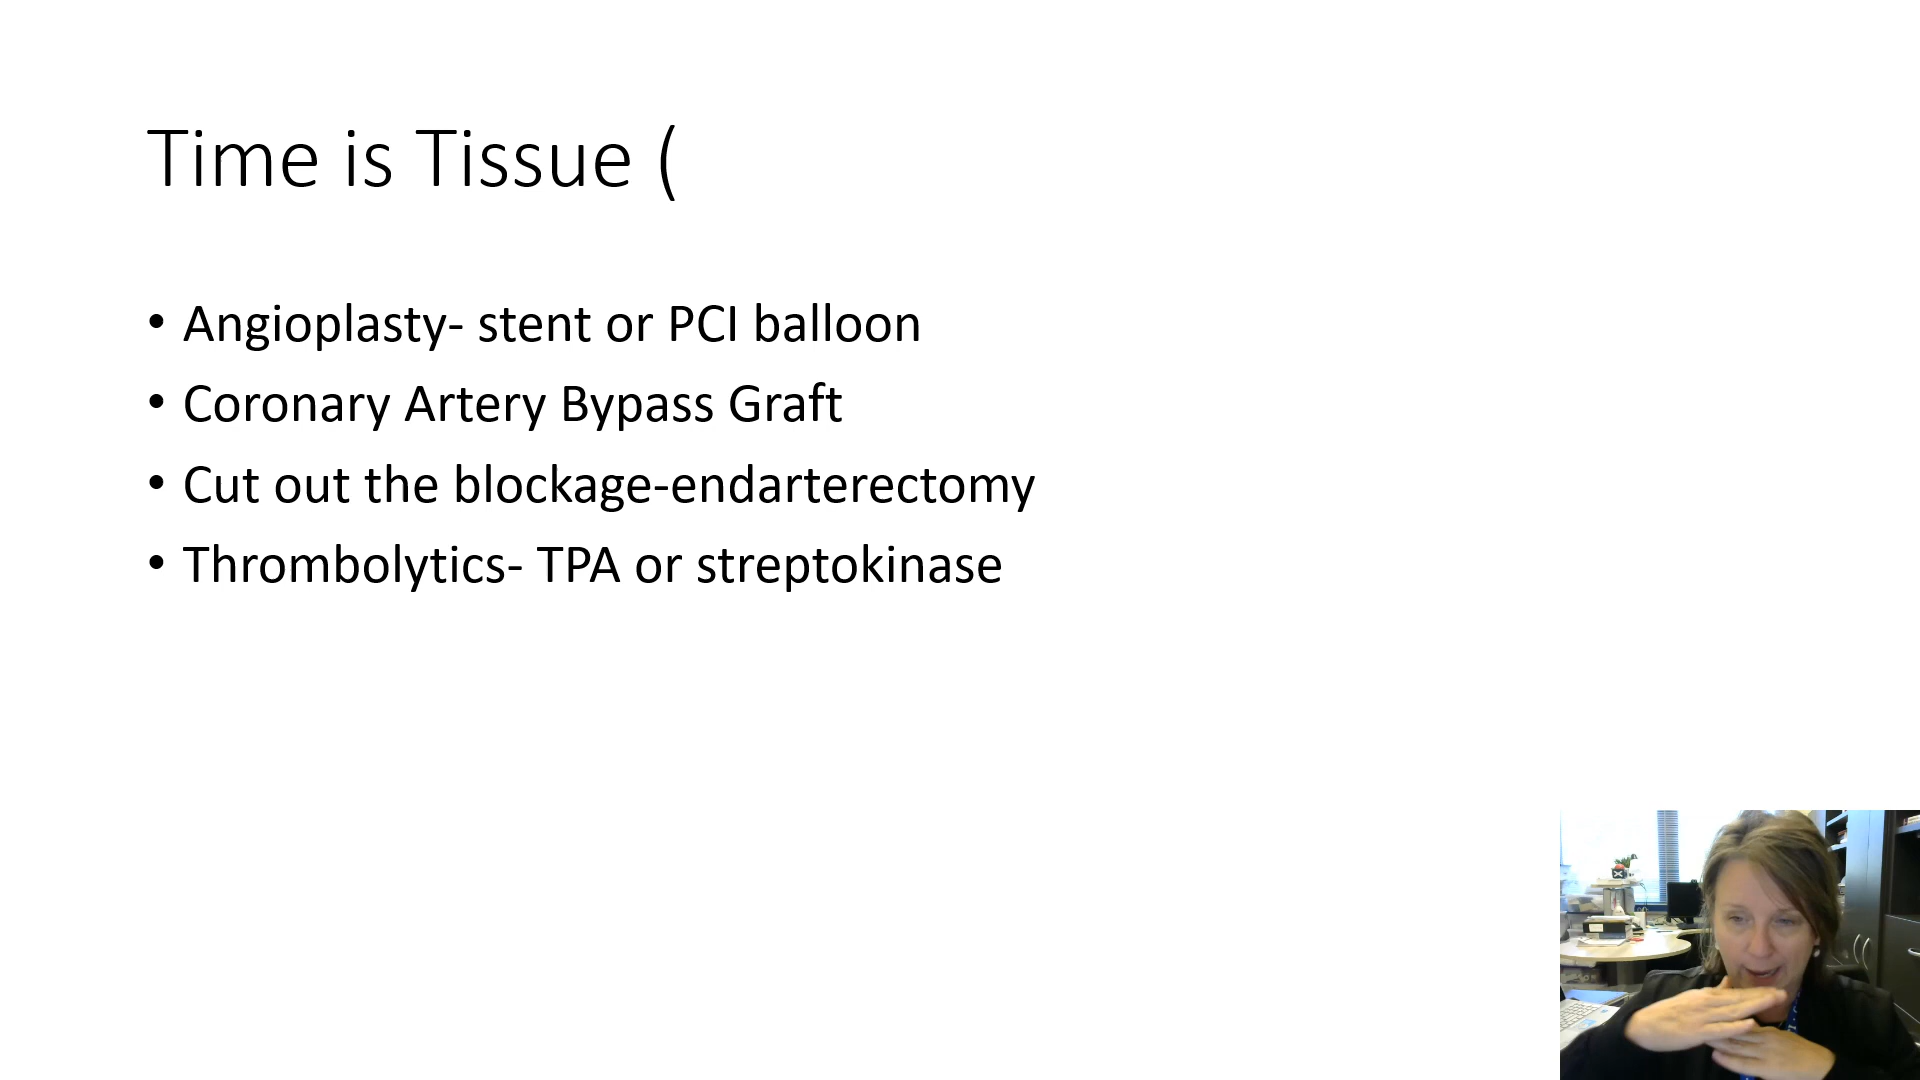 Time is Tissue (
• Angioplasty- stent or PCI balloon
• Coronary Artery Bypass Graft
• Cut out the blockage-endarterectomy
• Thrombolytics- TPA or streptokinase